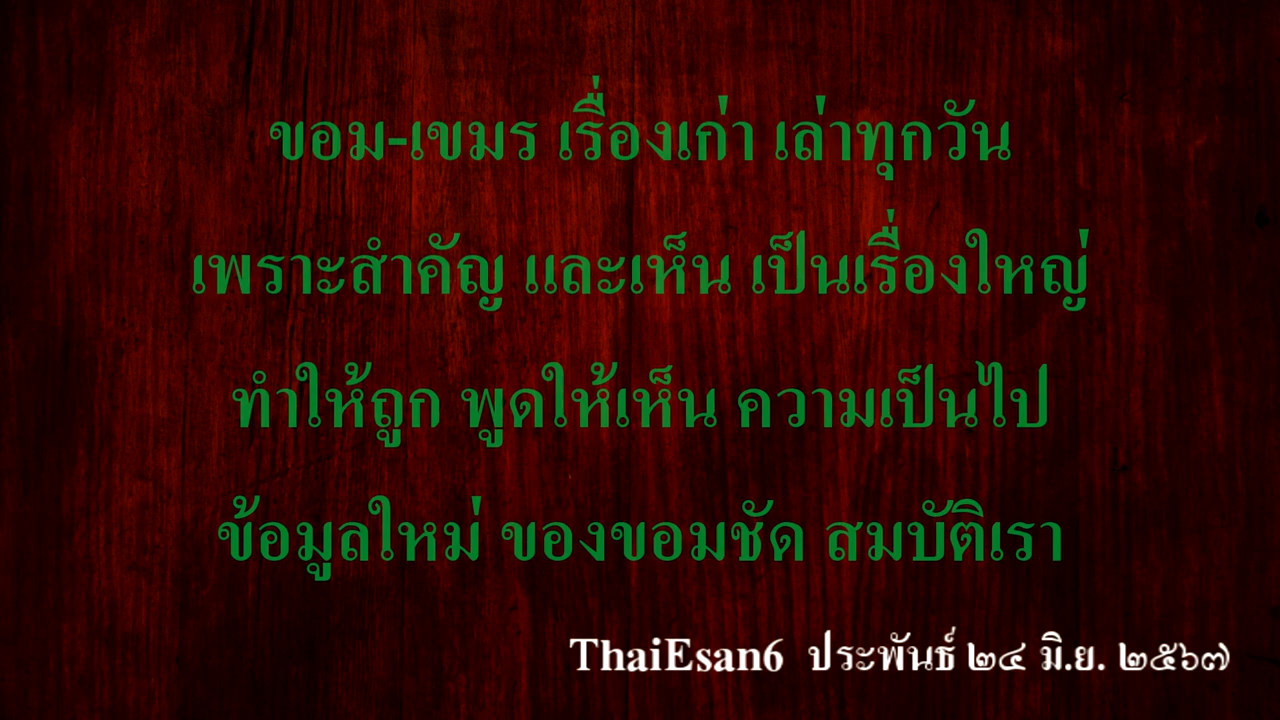 ขอม-เขมร เรื่องเก่า เล่าทุกวัน
เพราะสำคัญ และเห็น เป็นเรื่องใหญ่
ทำให้ถูก พูดให้เห็น ความเป็นไป
ข้อมูลใหม่ ของขอมชัด สมบัติเรา
ThaiEsan6 ประพันธ์ ๒๔ มิ.ย. ๒๕๖๗